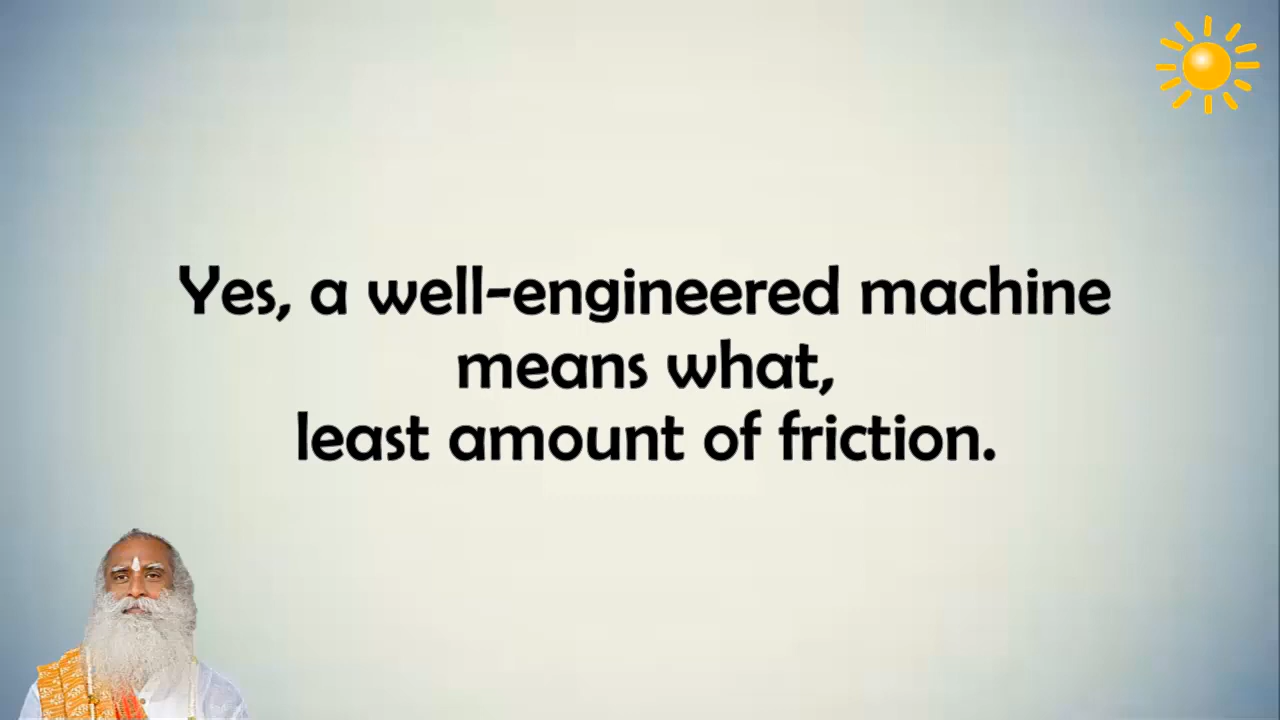 Yes, a well-engineered machine
means what,
least amount of friction.